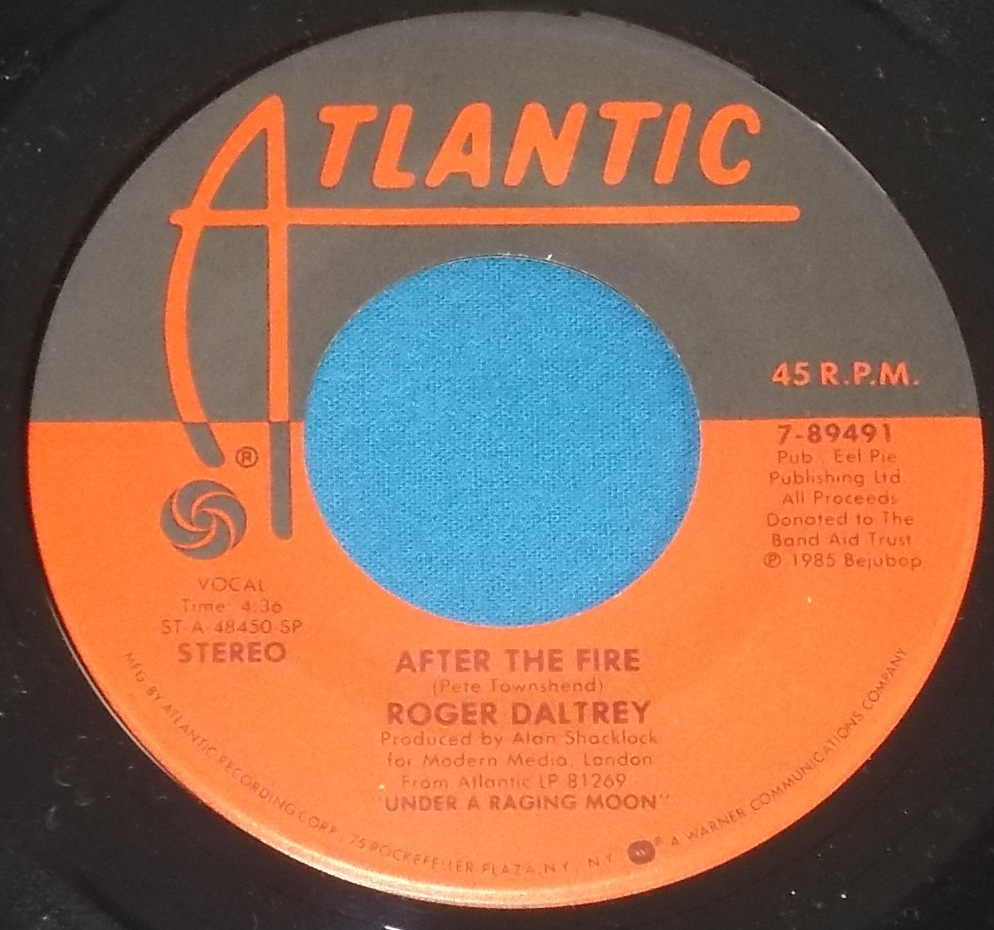 ATLANTIC
45 R.P.M.
7-89491
Pub. Eel Pie
Publishing Ltd
All Proceeds
Donated to The
Band Aid Trust
℗ 1985 Bejubop
®
VOCAL
Time: 4:36
ST-A-48450-SP
STEREO
AFTER THE FIRE
(Pete Townshend)
ROGER DALTREY
Produced by Alan Shacklock
for Modern Media, London
From Atlantic LP 81269
"UNDER A RAGING MOON"
MFG. BY ATLANTIC RECORDING CORP., 75 ROCKEFELLER PLAZA, N.Y., N.Y. ® A WARNER COMMUNICATIONS COMPANY